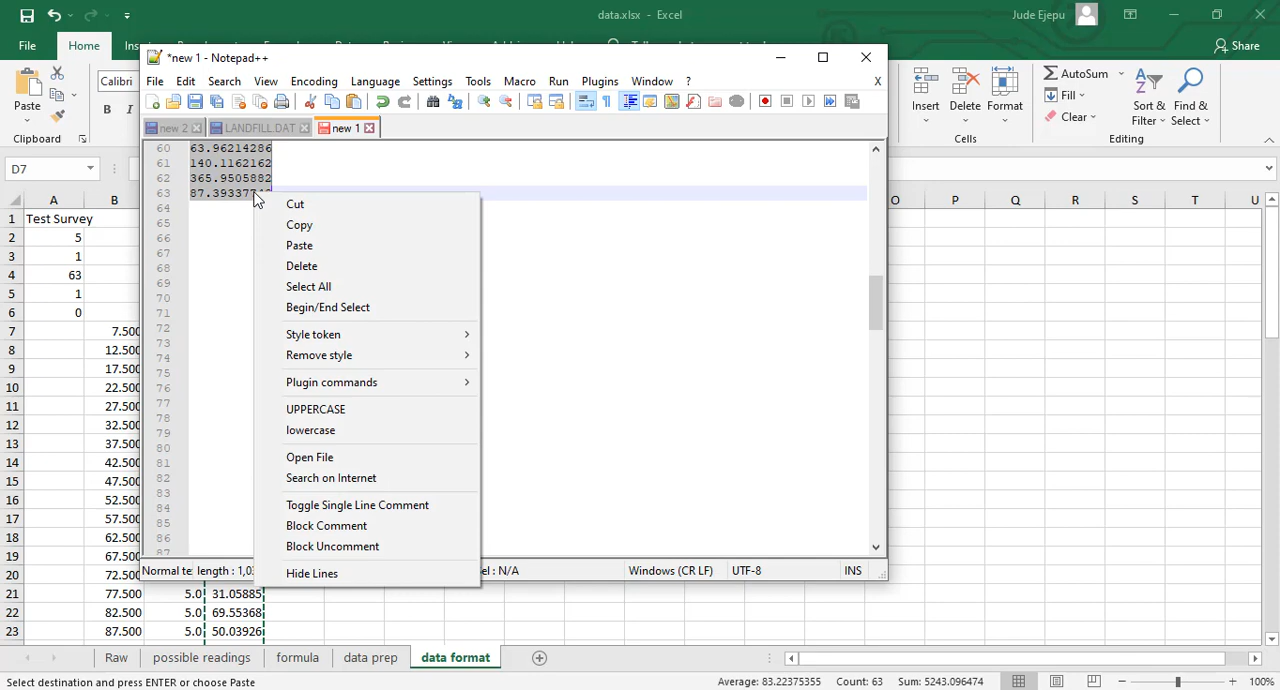 data.xlsx - Excel
Jude Ejepu
File Home
Share
*new 1 - Notepad++
File Edit Search View Encoding Language Settings Tools Macro Run Plugins Window ? X
new 2 LANDFILL.DAT new 1
Paste
Clipboard
Calibri
B I
Insert Delete Format
Cells
AutoSum
Fill
Clear
Sort & Filter
Find & Select
Editing
D7
60 63.96214286
61 140.1162162
62 365.9505882
63
64
65
66
67
68
69
70
71
72
73
74
75
76
77
78
79
80
81
82
83
84
85
86
87
Cut
Copy
Paste
Delete
Select All
Begin/End Select
Style token
Remove style
Plugin commands
UPPERCASE
lowercase
Open File
Search on Internet
Toggle Single Line Comment
Block Comment
Block Uncomment
Hide Lines
Windows (CR LF) UTF-8 INS
A B O P Q R S T U
1 Test Survey
2 5
3 1
4 63
5 1
6 0
7 7.500
8 12.500
9 17.500
10 22.500
11 27.500
12 32.500
13 37.500
14 42.500
15 47.500
16 52.500
17 57.500
18 62.500
19 67.500
20 72.500
21 77.500 5.0 31.05885
22 82.500 5.0 69.55368
23 87.500 5.0 50.03926
Raw possible readings formula data prep data format
Select destination and press ENTER or choose Paste
Average: 83.22375355 Count: 63 Sum: 5243.096474 100%